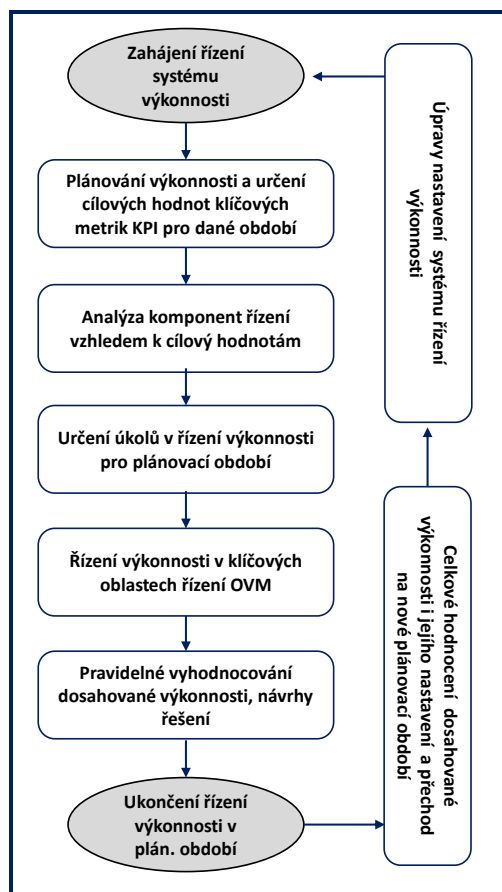 Zahájení řízení
systému
výkonnosti
Plánování výkonnosti a určení
cílových hodnot klíčových
metrik KPI pro dané období
Analýza komponent řízení
vzhledem k cílový hodnotám
Určení úkolů v řízení výkonnosti
pro plánovací období
Řízení výkonnosti v klíčových
oblastech řízení OVM
Pravidelné vyhodnocování
dosahované výkonnosti, návrhy
řešení
Ukončení řízení
výkonnosti v
plán. období
Celkové hodnocení dosahované
výkonnosti i jejího nastavení a přechod
na nové plánovací období
Úpravy nastavení systému řízení
výkonnosti